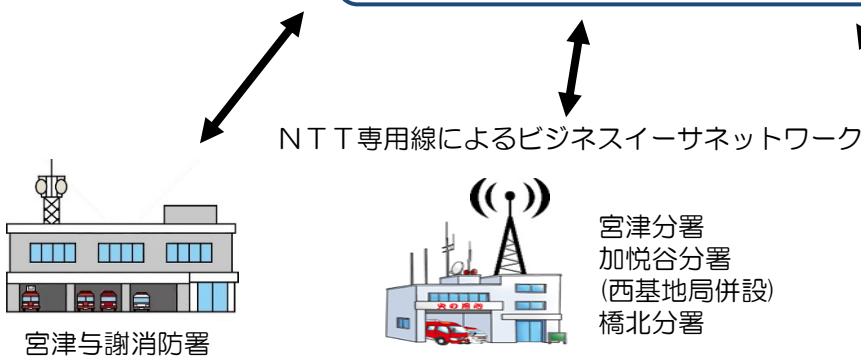 ＮＴＴ専用線によるビジネスイーサネットワーク
宮津分署
加悦谷分署
(西基地局併設)
橋北分署
宮津与謝消防署